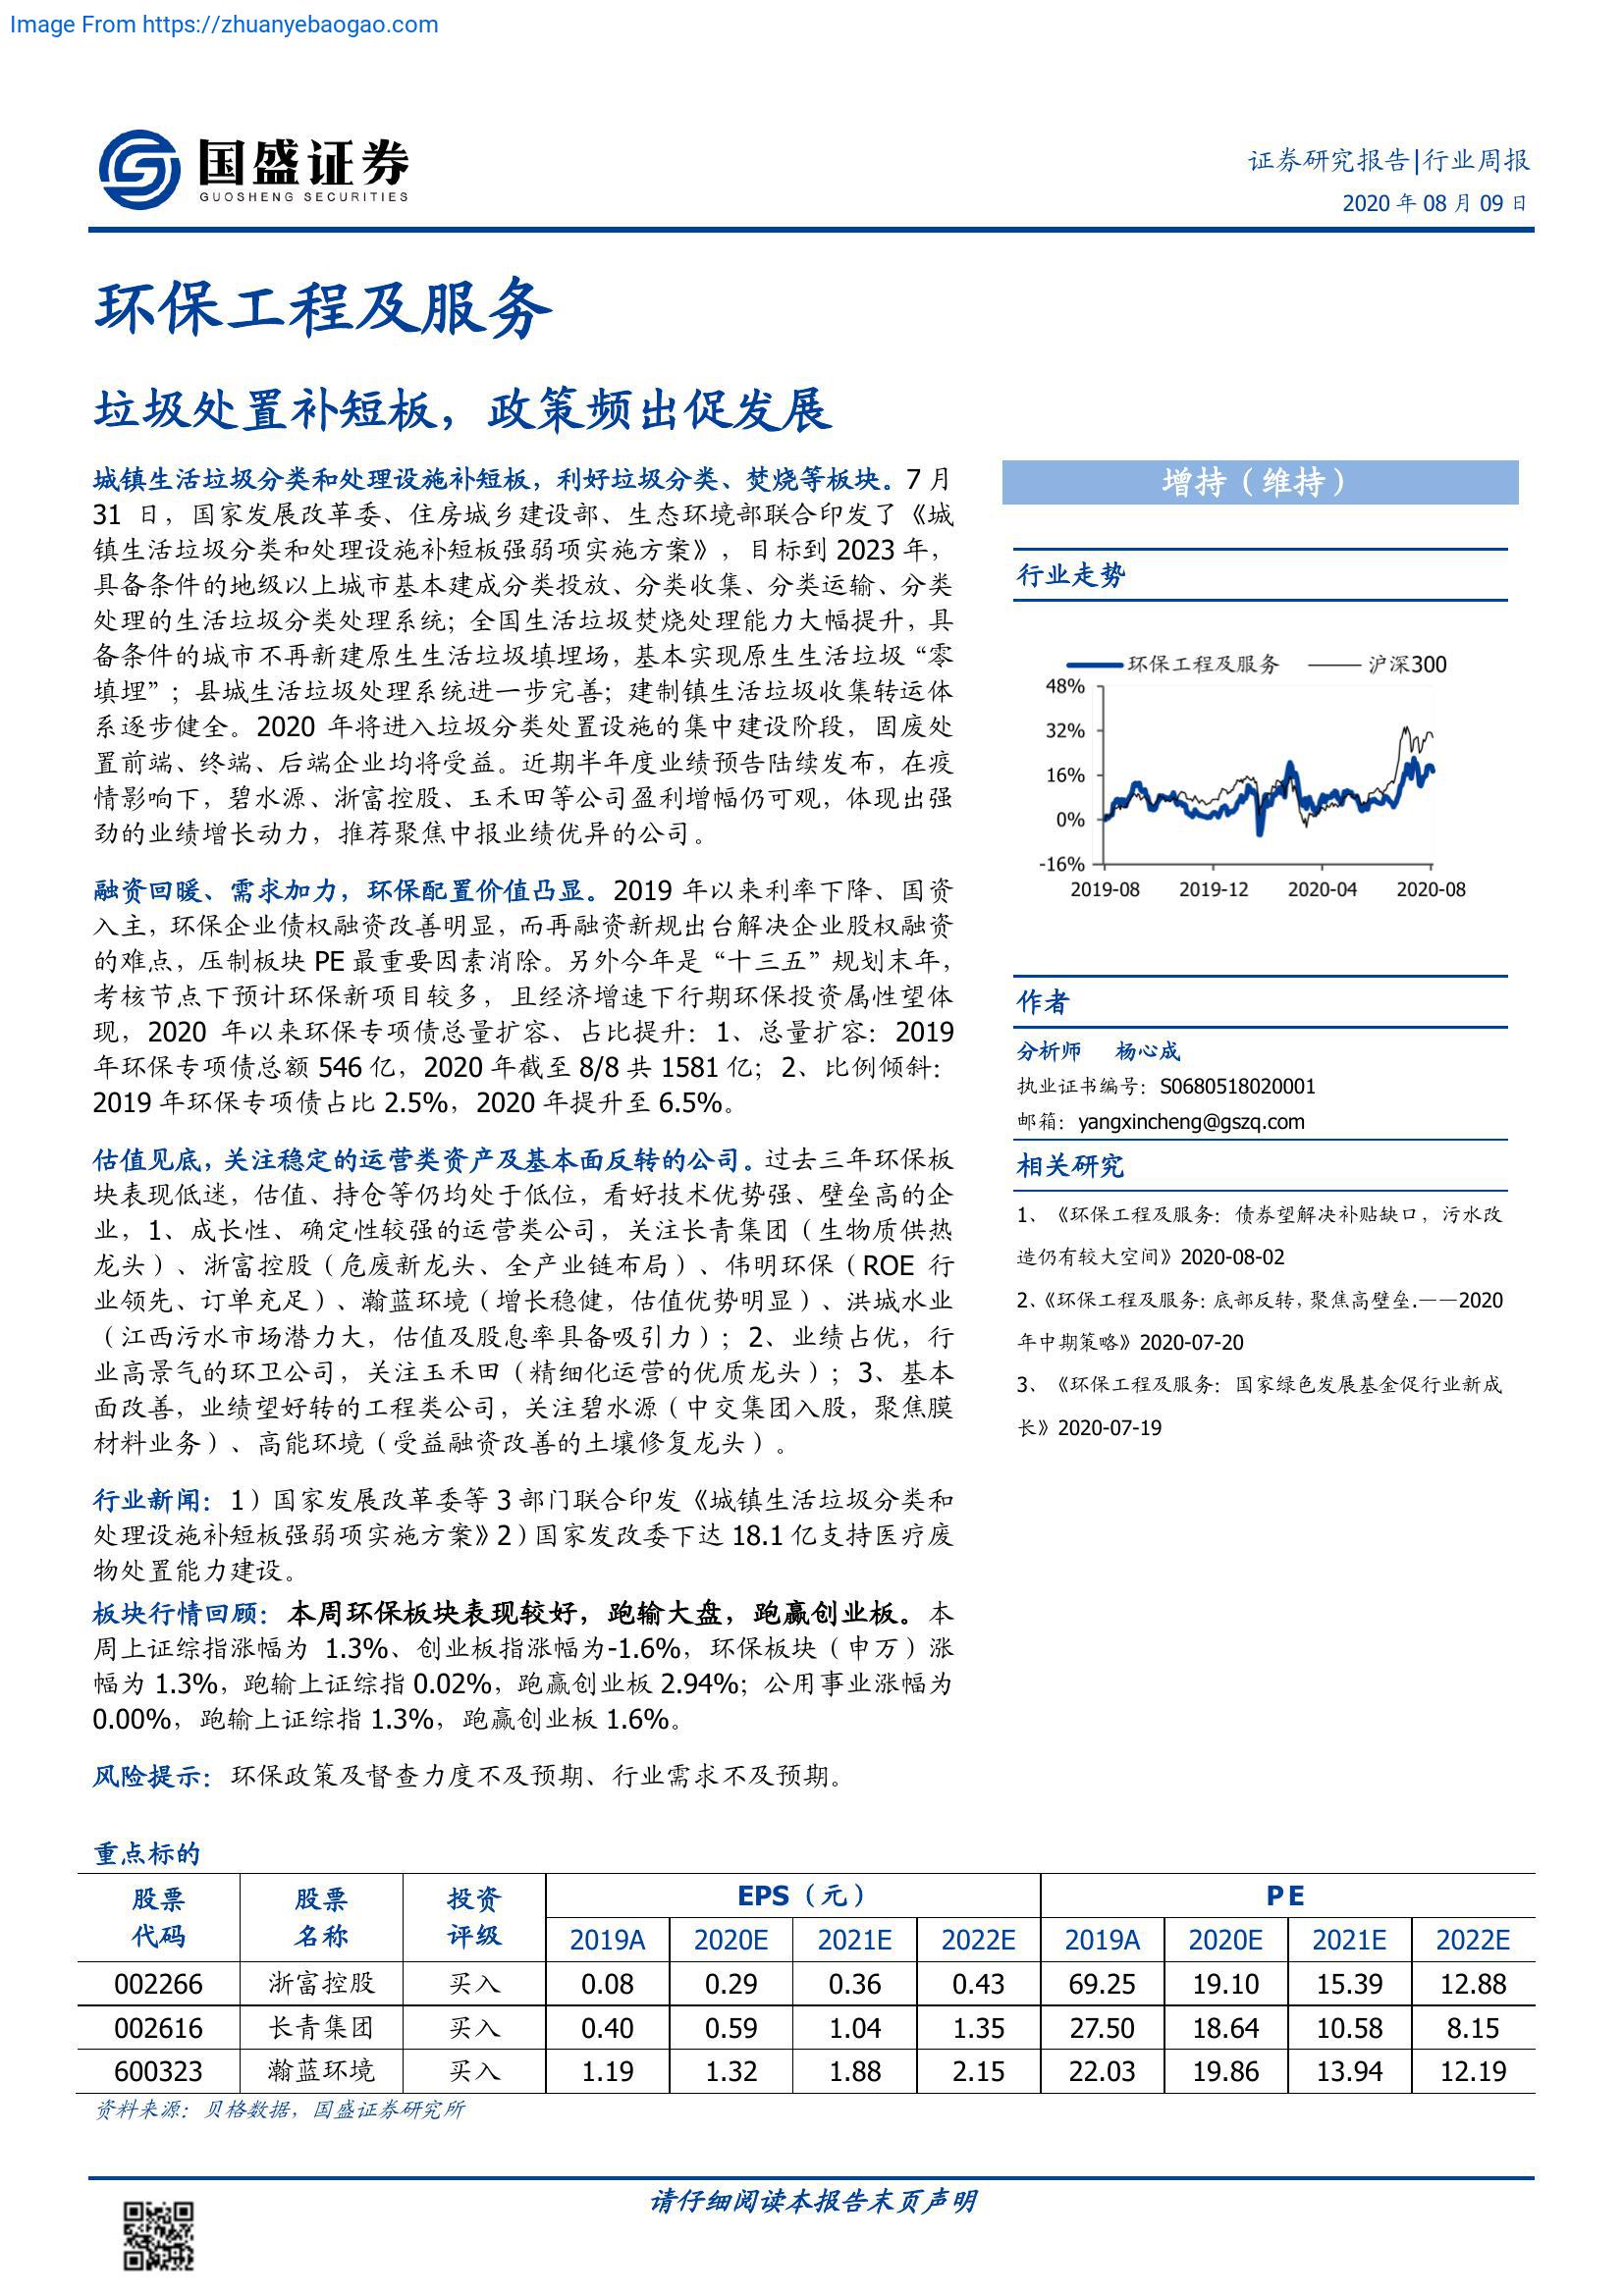 Image From https://zhuanyebaogao.com
国盛证券
GUOSHENG SECURITIES
证券研究报告|行业周报
2020 年 08 月 09 日
环保工程及服务
垃圾处置补短板，政策频出促发展
城镇生活垃圾分类和处理设施补短板，利好垃圾分类、焚烧等板块。7 月
31 日，国家发展改革委、住房城乡建设部、生态环境部联合印发了《城
镇生活垃圾分类和处理设施补短板强弱项实施方案》，目标到 2023 年，
具备条件的地级以上城市基本建成分类投放、分类收集、分类运输、分类
处理的生活垃圾分类处理系统；全国生活垃圾焚烧处理能力大幅提升，具
备条件的城市不再新建原生生活垃圾填埋场，基本实现原生生活垃圾“零
填埋”；县城生活垃圾处理系统进一步完善；建制镇生活垃圾收集转运体
系逐步健全。2020 年将进入垃圾分类处置设施的集中建设阶段，固废处
置前端、终端、后端企业均将受益。近期半年度业绩预告陆续发布，在疫
情影响下，碧水源、浙富控股、玉禾田等公司盈利增幅仍可观，体现出强
劲的业绩增长动力，推荐聚焦中报业绩优异的公司。
融资回暖、需求加力，环保配置价值凸显。2019 年以来利率下降、国资
入主，环保企业债权融资改善明显，而再融资新规出台解决企业股权融资
的难点，压制板块 PE 最重要因素消除。另外今年是“十三五”规划末年，
考核节点下预计环保新项目较多，且经济增速下行期环保投资属性望体
现，2020 年以来环保专项债总量扩容、占比提升：1、总量扩容：2019
年环保专项债总额 546 亿，2020 年截至 8/8 共 1581 亿；2、比例倾斜：
2019 年环保专项债占比 2.5%，2020 年提升至 6.5%。
估值见底，关注稳定的运营类资产及基本面反转的公司。过去三年环保板
块表现低迷，估值、持仓等仍均处于低位，看好技术优势强、壁垒高的企
业，1、成长性、确定性较强的运营类公司，关注长青集团（生物质供热
龙头）、浙富控股（危废新龙头、全产业链布局）、伟明环保（ROE 行
业领先、订单充足）、瀚蓝环境（增长稳健，估值优势明显）、洪城水业
（江西污水市场潜力大，估值及股息率具备吸引力）；2、业绩占优，行
业高景气的环卫公司，关注玉禾田（精细化运营的优质龙头）；3、基本
面改善，业绩望好转的工程类公司，关注碧水源（中交集团入股，聚焦膜
材料业务）、高能环境（受益融资改善的土壤修复龙头）。
行业新闻：1）国家发展改革委等 3 部门联合印发《城镇生活垃圾分类和
处理设施补短板强弱项实施方案》2）国家发改委下达 18.1 亿支持医疗废
物处置能力建设。
板块行情回顾：本周环保板块表现较好，跑输大盘，跑赢创业板。本
周上证综指涨幅为 1.3%、创业板指涨幅为-1.6%，环保板块（申万）涨
幅为 1.3%，跑输上证综指 0.02%，跑赢创业板 2.94%；公用事业涨幅为
0.00%，跑输上证综指 1.3%，跑赢创业板 1.6%。
风险提示：环保政策及督查力度不及预期、行业需求不及预期。
增持（维持）
行业走势
环保工程及服务 沪深300
48%
32%
16%
0%
-16%
2019-08 2019-12 2020-04 2020-08
作者
分析师 杨心成
执业证书编号：S0680518020001
邮箱：yangxincheng@gszq.com
相关研究
1、《环保工程及服务：债券望解决补贴缺口，污水改
造仍有较大空间》2020-08-02
2、《环保工程及服务：底部反转，聚焦高壁垒.——2020
年中期策略》2020-07-20
3、《环保工程及服务：国家绿色发展基金促行业新成
长》2020-07-19
重点标的
股票 股票 投资 EPS（元） PE
代码 名称 评级 2019A 2020E 2021E 2022E 2019A 2020E 2021E 2022E
002266 浙富控股 买入 0.08 0.29 0.36 0.43 69.25 19.10 15.39 12.88
002616 长青集团 买入 0.40 0.59 1.04 1.35 27.50 18.64 10.58 8.15
600323 瀚蓝环境 买入 1.19 1.32 1.88 2.15 22.03 19.86 13.94 12.19
资料来源：贝格数据，国盛证券研究所
请仔细阅读本报告末页声明